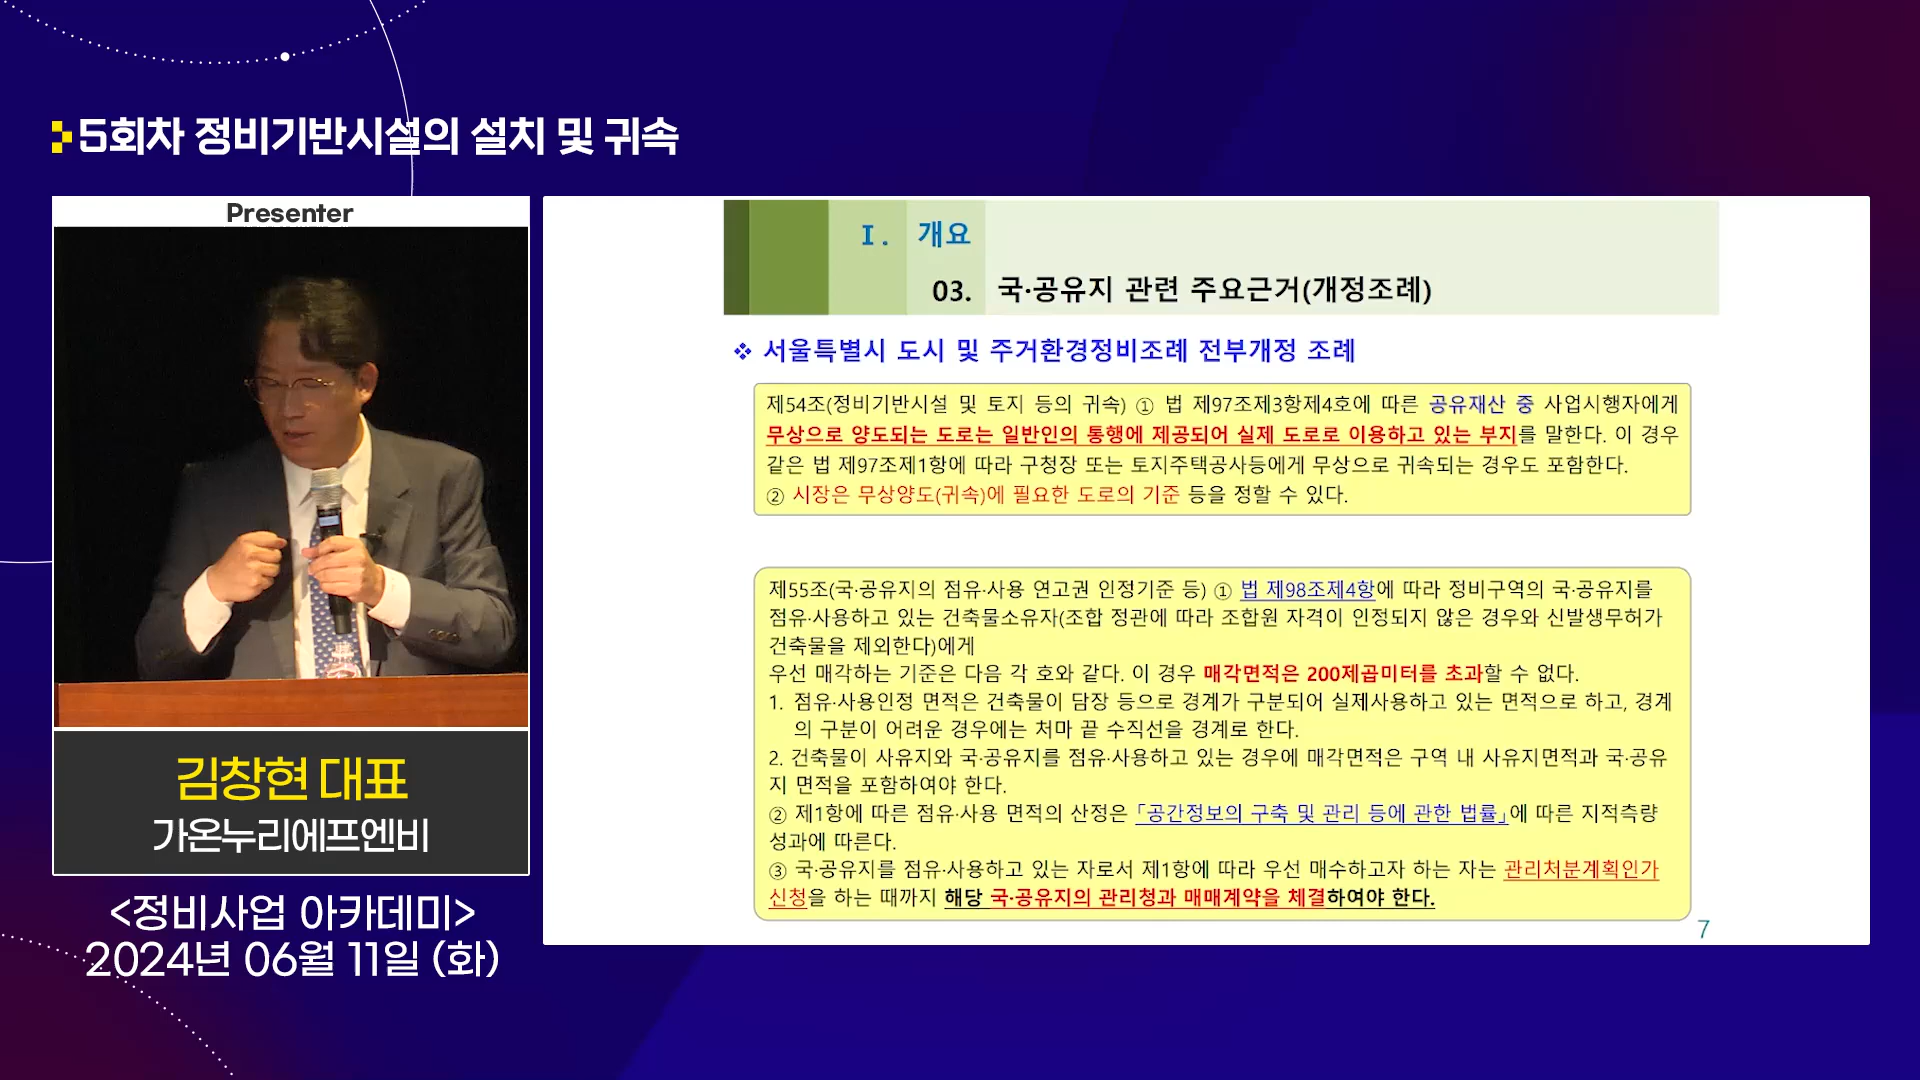 5회차 정비기반시설의 설치 및 귀속
Presenter
김창현 대표
가온누리에프엔비
<정비사업 아카데미>
2024년 06월 11일 (화)
I. 개요
03. 국·공유지 관련 주요근거(개정조례)
❖ 서울특별시 도시 및 주거환경정비조례 전부개정 조례
제54조(정비기반시설 및 토지 등의 귀속) ① 법 제97조제3항제4호에 따른 공유재산 중 사업시행자에게
무상으로 양도되는 도로는 일반인의 통행에 제공되어 실제 도로로 이용하고 있는 부지를 말한다. 이 경우
같은 법 제97조제1항에 따라 구청장 또는 토지주택공사등에게 무상으로 귀속되는 경우도 포함한다.
② 시장은 무상양도(귀속)에 필요한 도로의 기준 등을 정할 수 있다.
제55조(국·공유지의 점유·사용 연고권 인정기준 등) ① 법 제98조제4항에 따라 정비구역의 국·공유지를
점유·사용하고 있는 건축물소유자(조합 정관에 따라 조합원 자격이 인정되지 않은 경우와 신발생무허가
건축물을 제외한다)에게
우선 매각하는 기준은 다음 각 호와 같다. 이 경우 매각면적은 200제곱미터를 초과할 수 없다.
1. 점유·사용인정 면적은 건축물이 담장 등으로 경계가 구분되어 실제사용하고 있는 면적으로 하고, 경계
의 구분이 어려운 경우에는 처마 끝 수직선을 경계로 한다.
2. 건축물이 사유지와 국·공유지를 점유·사용하고 있는 경우에 매각면적은 구역 내 사유지면적과 국·공유
지 면적을 포함하여야 한다.
② 제1항에 따른 점유·사용 면적의 산정은 「공간정보의 구축 및 관리 등에 관한 법률」에 따른 지적측량
성과에 따른다.
③ 국·공유지를 점유·사용하고 있는 자로서 제1항에 따라 우선 매수하고자 하는 자는 관리처분계획인가
신청을 하는 때까지 해당 국·공유지의 관리청과 매매계약을 체결하여야 한다.
7